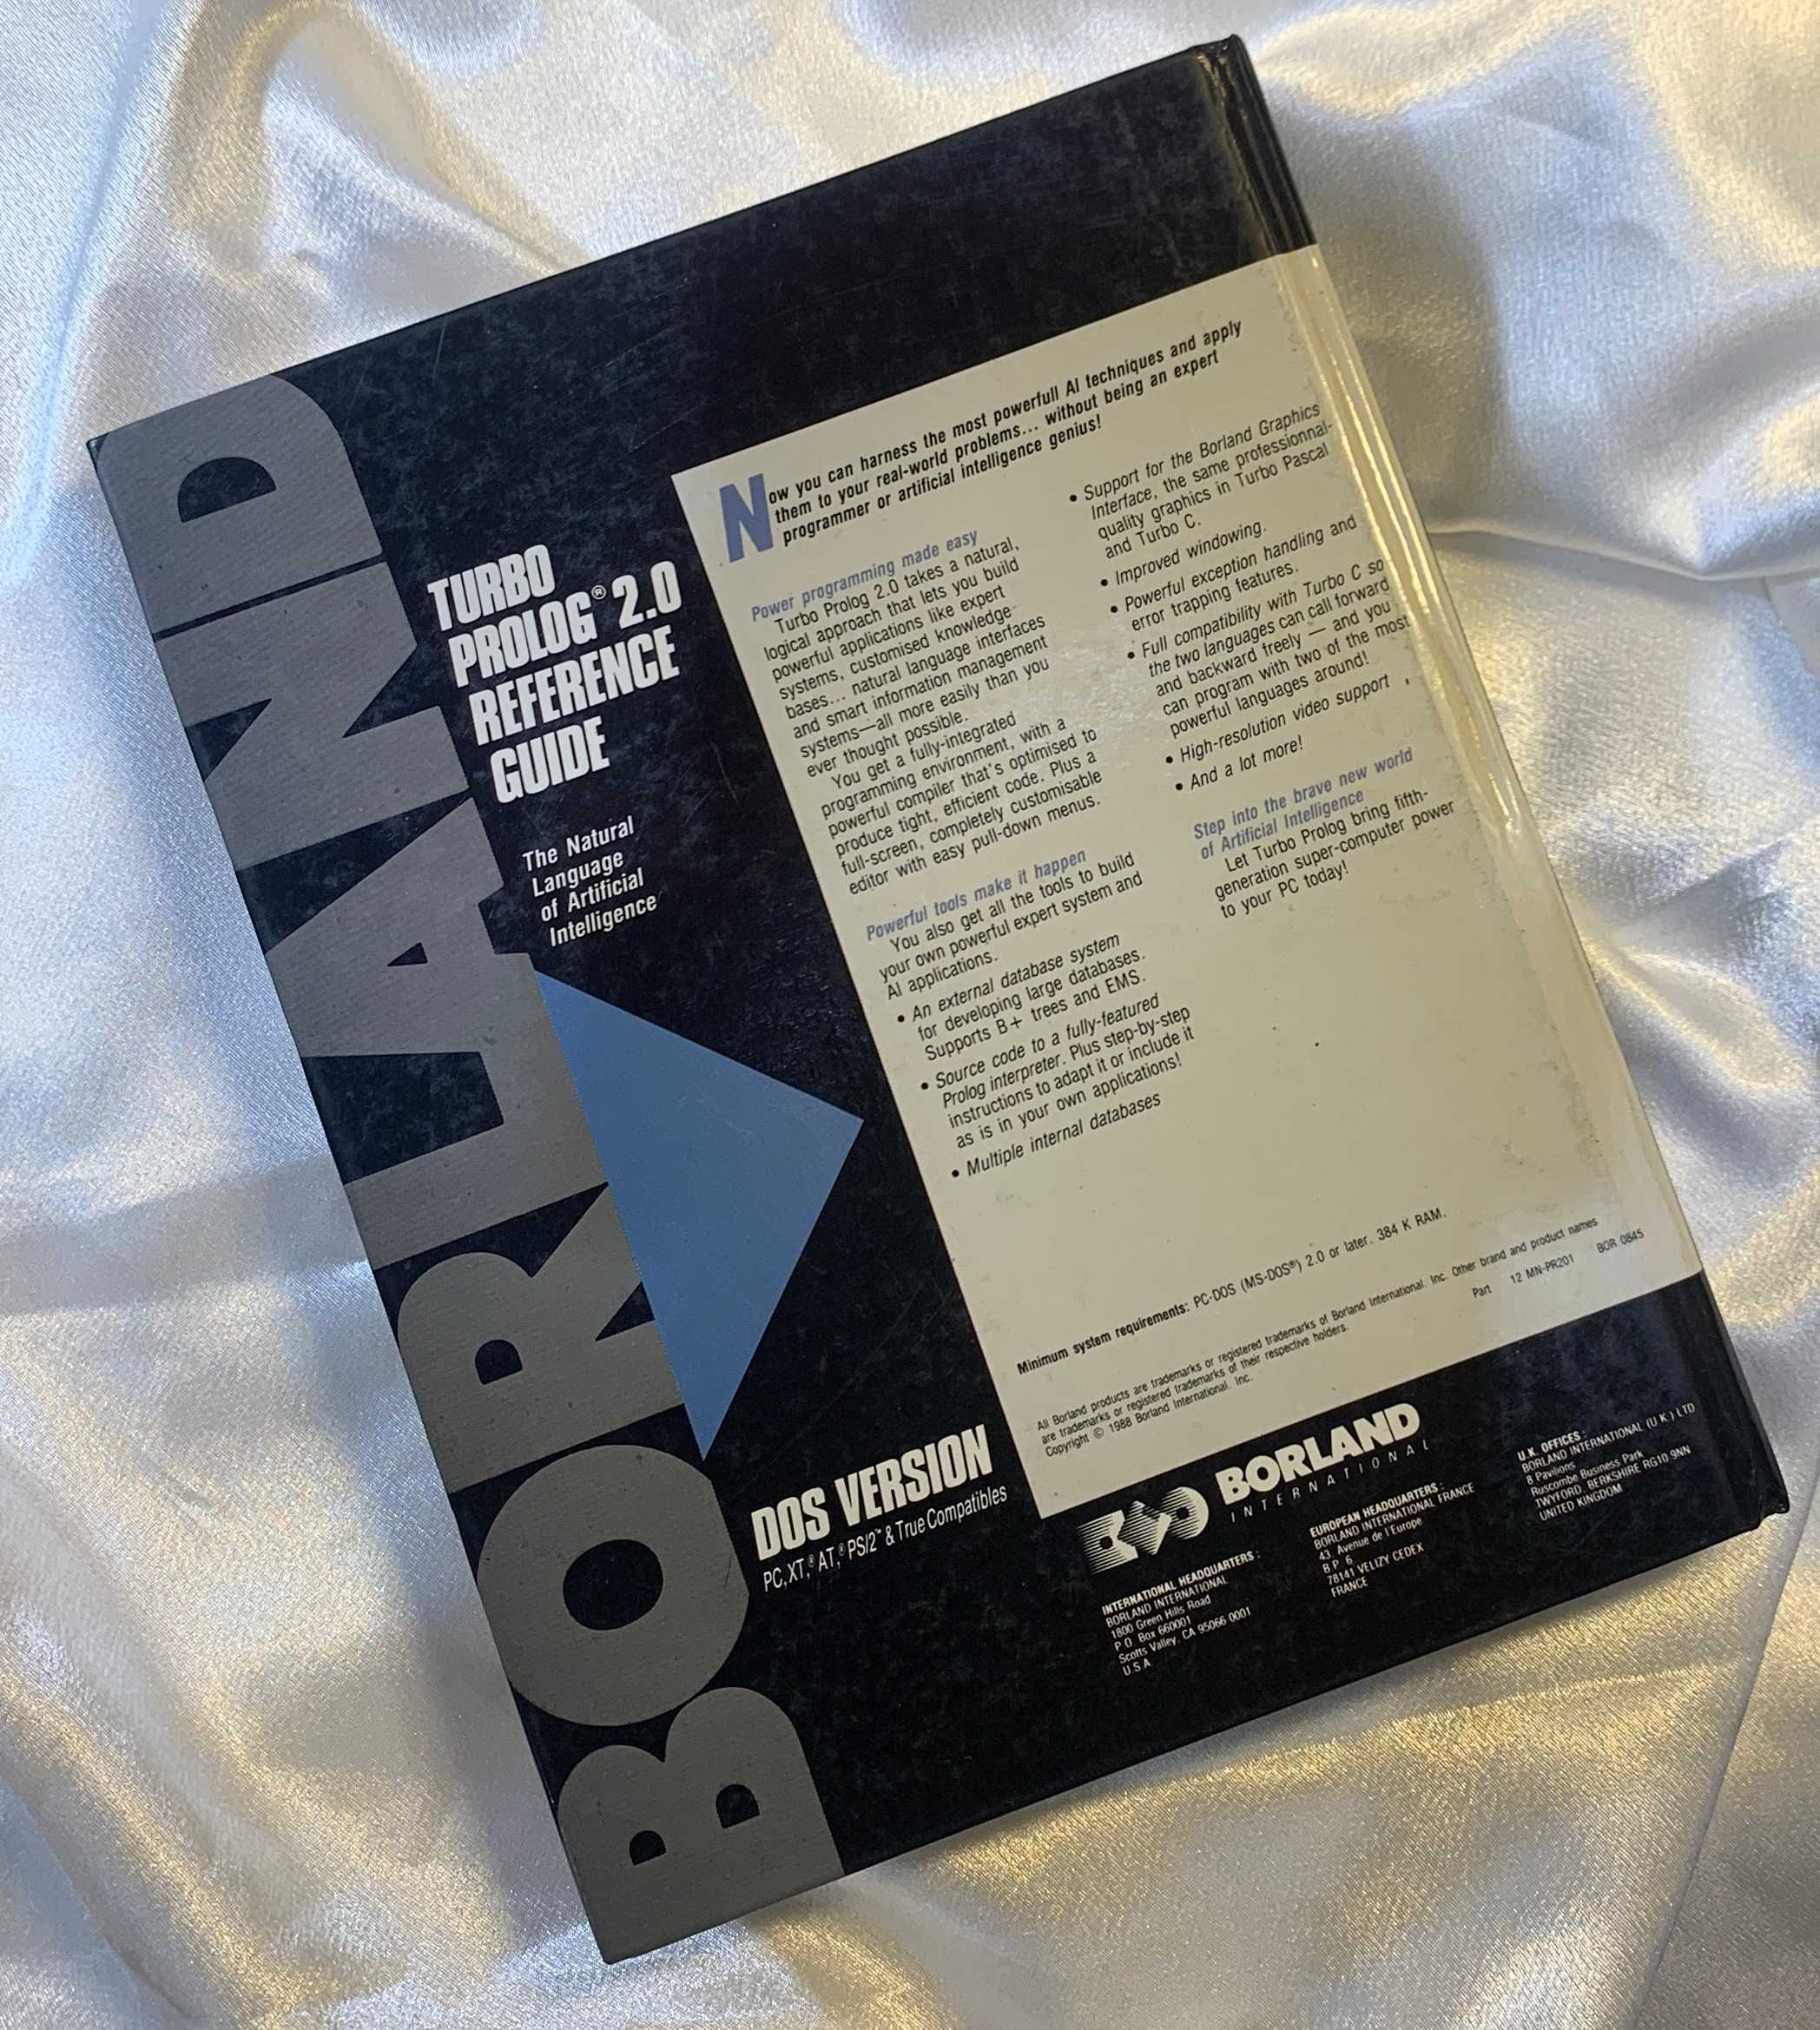 BORLAND
TURBO
PROLOG® 2.0
REFERENCE
GUIDE
The Natural
Language
of Artificial
Intelligence
DOS VERSION
PC, XT,® AT,® PS/2™ & True Compatibles
Now you can harness the most powerfull AI techniques and apply
them to your real-world problems... without being an expert
programmer or artificial intelligence genius!
Power programming made easy
Turbo Prolog 2.0 takes a natural,
logical approach that lets you build
powerful applications like expert
systems, customised knowledge-
bases... natural language interfaces
and smart information management
systems—all more easily than you
ever thought possible.
You get a fully-integrated
programming environment, with a
powerful compiler that's optimised to
produce tight, efficient code. Plus a
full-screen, completely customisable
editor with easy pull-down menus.
Powerful tools make it happen
You also get all the tools to build
your own powerful expert system and
AI applications.
• An external database system
for developing large databases.
Supports B+ trees and EMS.
• Source code to a fully-featured
Prolog interpreter. Plus step-by-step
instructions to adapt it or include it
as is in your own applications!
• Multiple internal databases
• Support for the Borland Graphics
Interface, the same professionnal-
quality graphics in Turbo Pascal
and Turbo C.
• Improved windowing.
• Powerful exception handling and
error trapping features.
• Full compatibility with Turbo C so
the two languages can call forward
and backward freely — and you
can program with two of the most
powerful languages around!
• High-resolution video support
• And a lot more!
Step into the brave new world
of Artificial Intelligence
Let Turbo Prolog bring fifth-
generation super-computer power
to your PC today!
Minimum system requirements: PC-DOS (MS-DOS®) 2.0 or later. 384 K RAM.
All Borland products are trademarks or registered trademarks of Borland International. Inc. Other brand and product names
are trademarks or registered trademarks of their respective holders.
Copyright © 1988 Borland International. Inc.
Part 12 MN-PR201 BOR 0845
BORLAND
INTERNATIONAL
INTERNATIONAL HEADQUARTERS :
BORLAND INTERNATIONAL
1800 Green Hills Road
P O Box 660001
Scotts Valley. CA 95066 0001
U.S.A
EUROPEAN HEADQUARTERS :
BORLAND INTERNATIONAL FRANCE
43, Avenue de l'Europe
B P. 6
78141 VELIZY CEDEX
FRANCE
U.K. OFFICES :
BORLAND INTERNATIONAL (U K.) LTD
8 Pavilions
Ruscombe Business Park
TWYFORD. BERKSHIRE RG10 9NN
UNITED KINGDOM